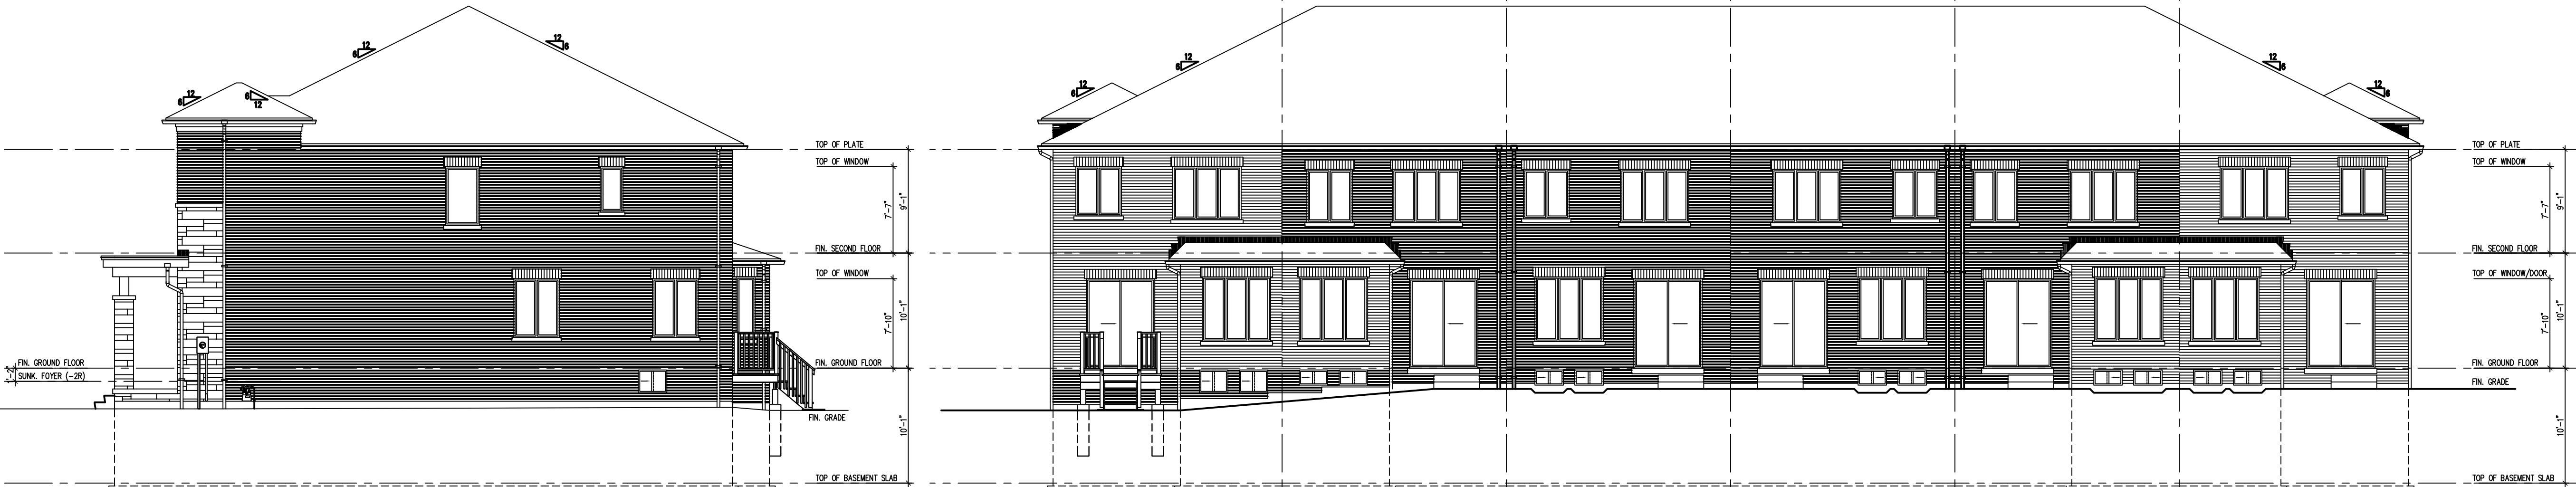 12
6
12
6
12
6
6
12
TOP OF PLATE
TOP OF WINDOW
7'-7"
9'-1"
FIN. SECOND FLOOR
TOP OF WINDOW
7'-10"
10'-1"
FIN. GROUND FLOOR
SUNK. FOYER (-2R)
FIN. GROUND FLOOR
FIN. GRADE
10'-1"
TOP OF BASEMENT SLAB
12
6
12
6
12
6
12
6
TOP OF PLATE
TOP OF WINDOW
7'-7"
9'-1"
FIN. SECOND FLOOR
TOP OF WINDOW/DOOR
7'-10"
10'-1"
FIN. GROUND FLOOR
FIN. GRADE
10'-1"
TOP OF BASEMENT SLAB